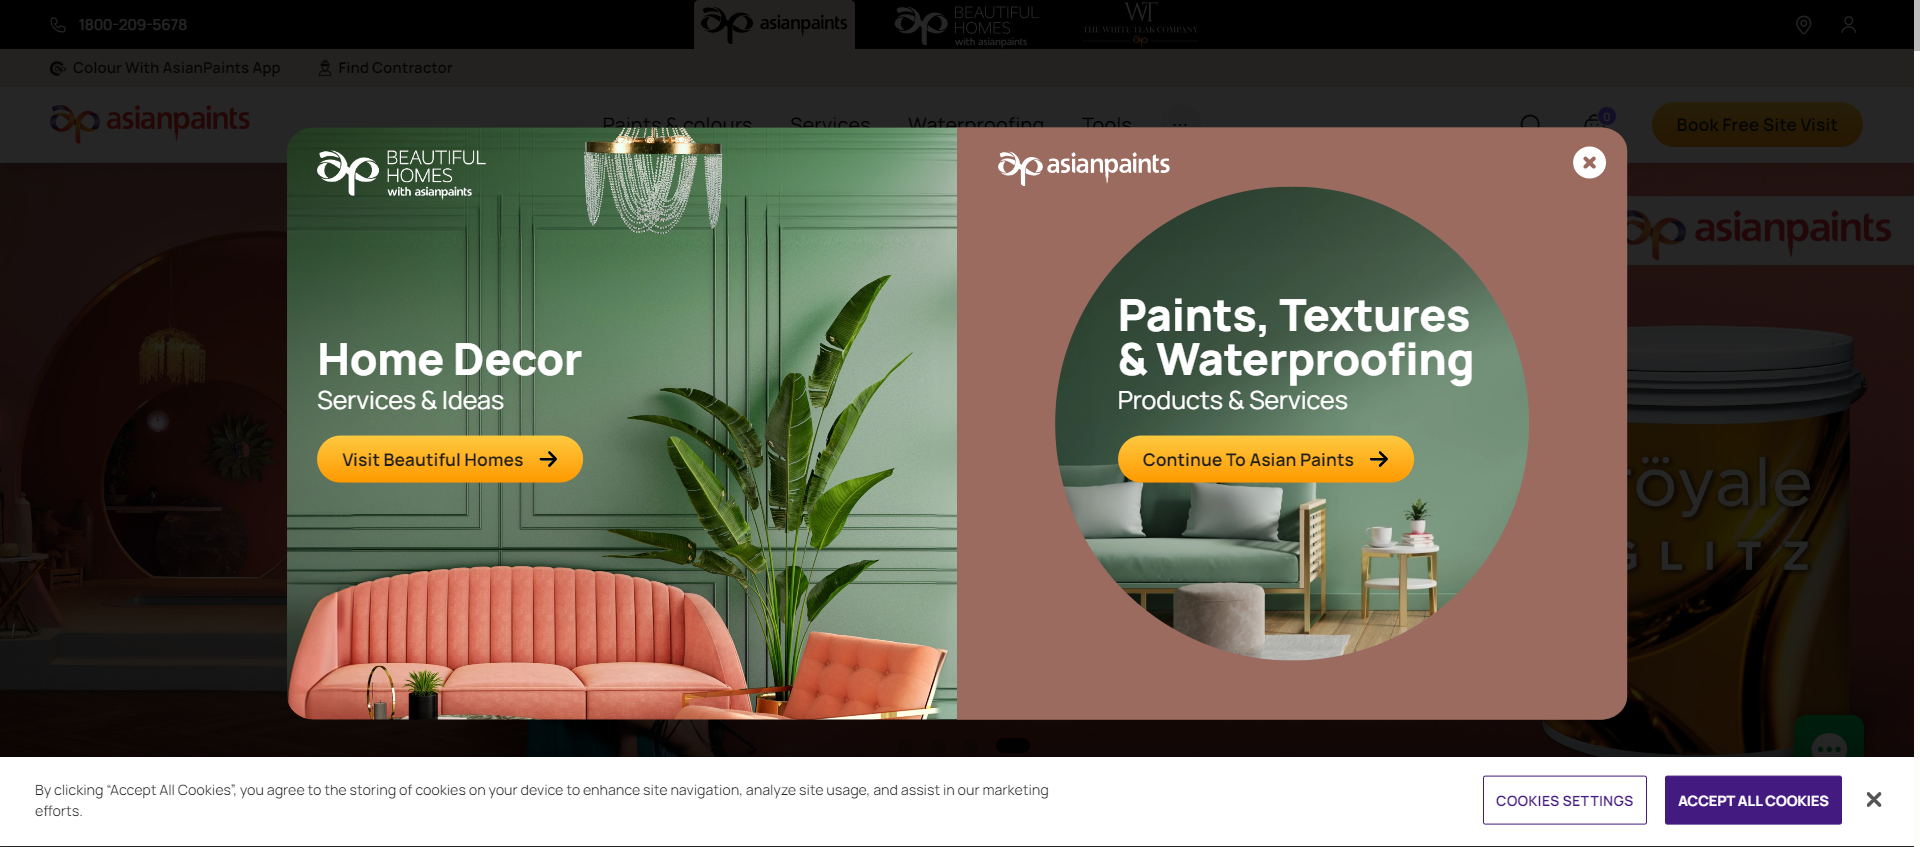 1800-209-5678
asianpaints
BEAUTIFUL
HOMES
with asianpaints
WT
THE WHITE TEAK COMPANY
Colour With AsianPaints App
Find Contractor
asianpaints
Paints & colours
Services
Waterproofing
Tools
...
0
Book Free Site Visit
BEAUTIFUL
HOMES
with asianpaints
Home Decor
Services & Ideas
Visit Beautiful Homes
asianpaints
Paints, Textures
& Waterproofing
Products & Services
Continue To Asian Paints
asianpaints
röyale
GLITZ
By clicking “Accept All Cookies”, you agree to the storing of cookies on your device to enhance site navigation, analyze site usage, and assist in our marketing
efforts.
COOKIES SETTINGS
ACCEPT ALL COOKIES